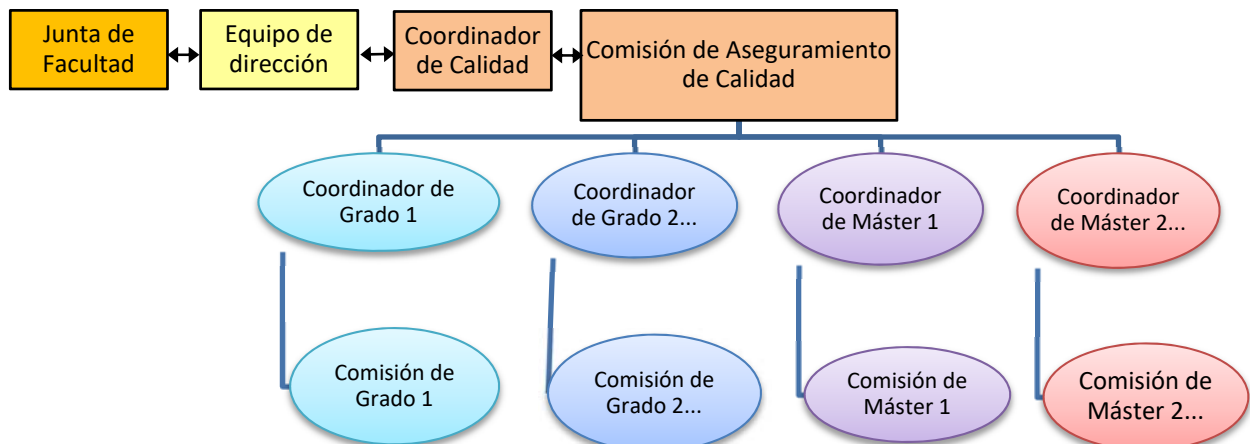 Junta de
Facultad
Equipo de
dirección
Coordinador
de Calidad
Comisión de Aseguramiento
de Calidad
Coordinador de
Grado 1
Coordinador
de Grado 2...
Coordinador
de Máster 1
Coordinador
de Máster 2...
Comisión de
Grado 1
Comisión de
Grado 2...
Comisión de
Máster 1
Comisión de
Máster 2...